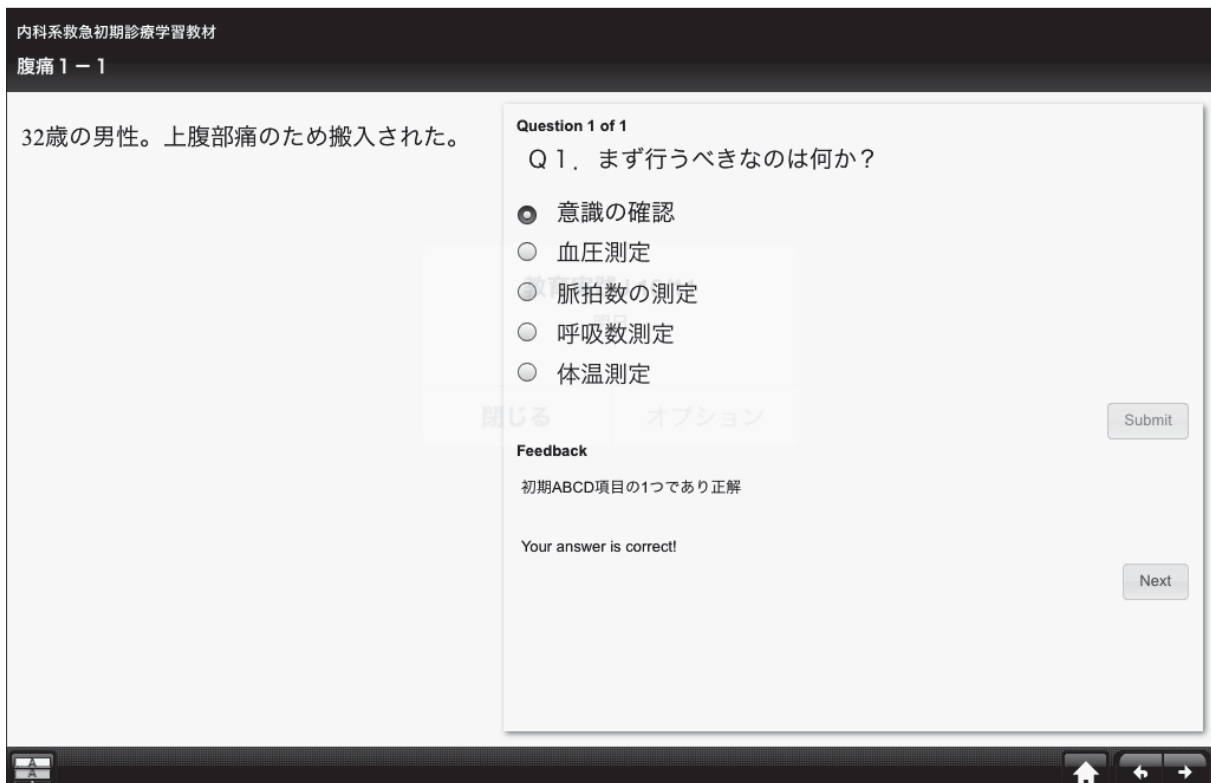 内科系救急初期診療学習教材
腹痛1-1
32歳の男性。上腹部痛のため搬入された。
Question 1 of 1
Q1. まず行うべきなのは何か？
意識の確認
血圧測定
脈拍数の測定
呼吸数測定
体温測定
閉じる
オプション
Submit
Feedback
初期ABCD項目の1つであり正解
Your answer is correct!
Next